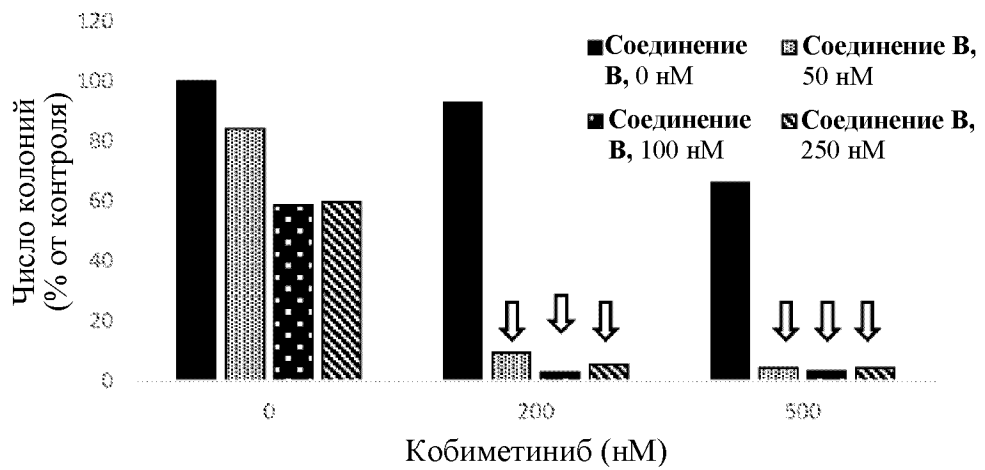 120
100
80
60
40
20
0
Число колоний
(% от контроля)
Соединение
В, 0 нМ
Соединение В,
50 нМ
Соединение
В, 100 нМ
Соединение В,
250 нМ
0
200
500
Кобиметиниб (нМ)